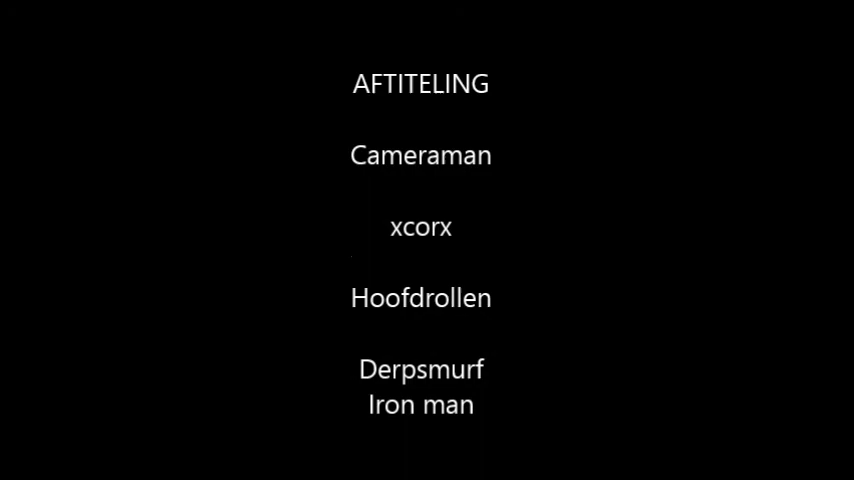 AFTITELING
Cameraman
xcorx
Hoofdrollen
Derpsmurf
Iron man